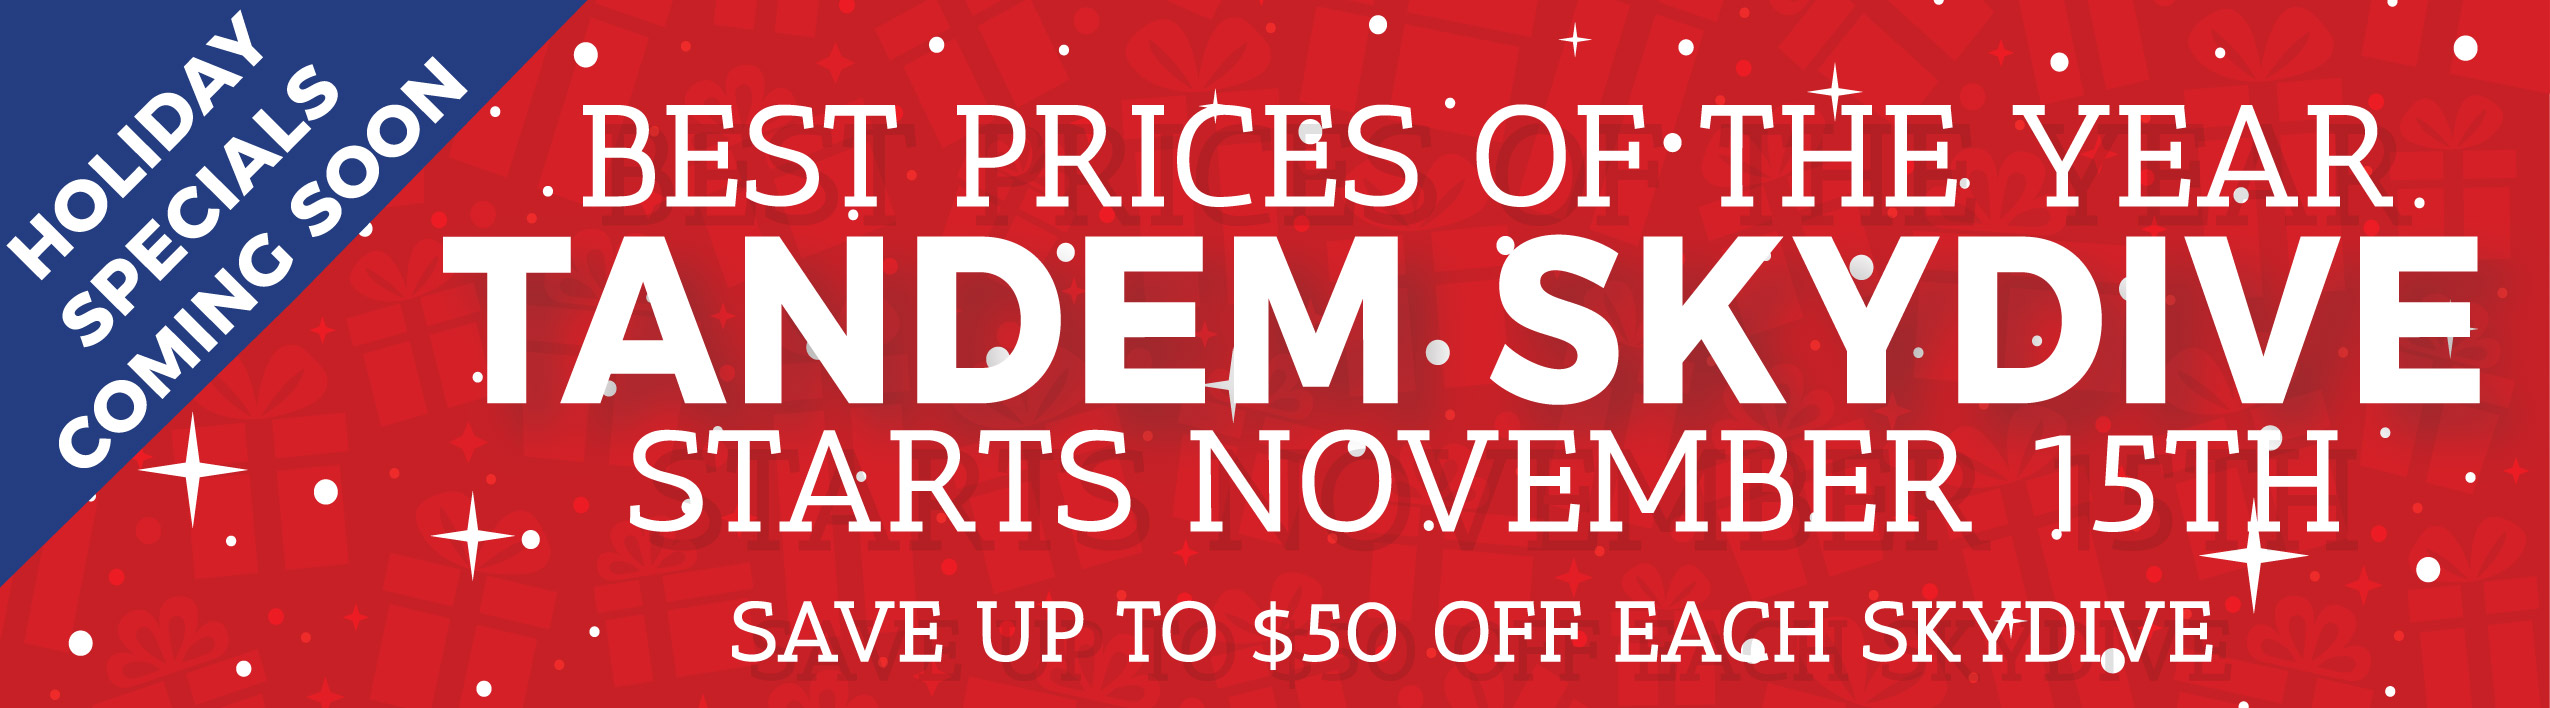 HOLIDAY
SPECIALS
COMING SOON
BEST PRICES OF THE YEAR
TANDEM SKYDIVE
STARTS NOVEMBER 15TH
SAVE UP TO $50 OFF EACH SKYDIVE